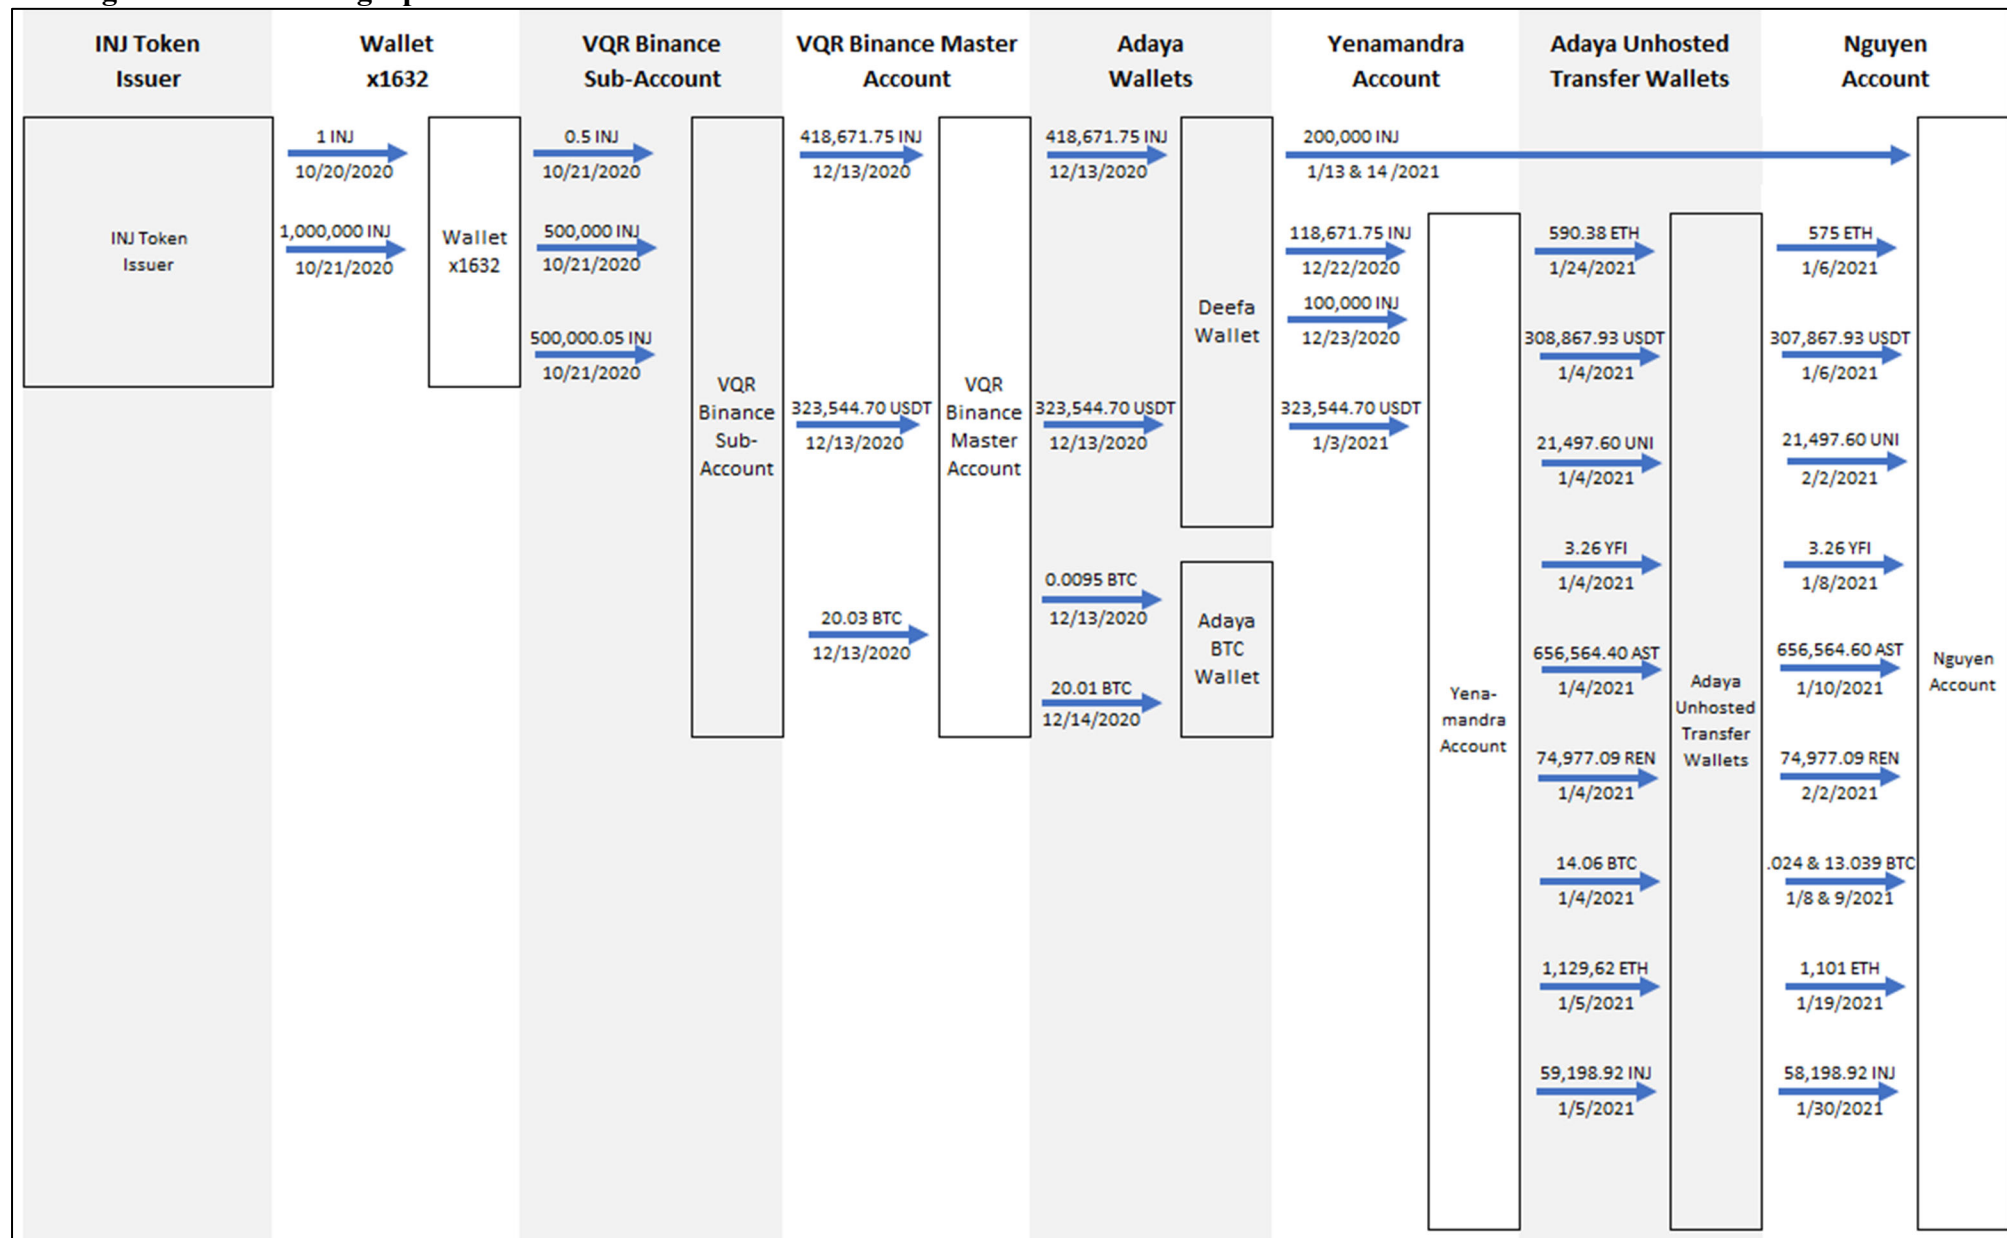 INJ Token
Issuer
Wallet
x1632
VQR Binance
Sub-Account
VQR Binance Master
Account
Adaya
Wallets
Yenamandra
Account
Adaya Unhosted
Transfer Wallets
Nguyen
Account
INJ Token
Issuer
1 INJ
10/20/2020
1,000,000 INJ
10/21/2020
Wallet
x1632
0.5 INJ
10/21/2020
500,000 INJ
10/21/2020
500,000.05 INJ
10/21/2020
VQR
Binance
Sub-
Account
418,671.75 INJ
12/13/2020
323,544.70 USDT
12/13/2020
20.03 BTC
12/13/2020
VQR
Binance
Master
Account
418,671.75 INJ
12/13/2020
323,544.70 USDT
12/13/2020
0.0095 BTC
12/13/2020
20.01 BTC
12/14/2020
Deefa
Wallet
Adaya
BTC
Wallet
200,000 INJ
1/13 & 14 /2021
118,671.75 INJ
12/22/2020
100,000 INJ
12/23/2020
323,544.70 USDT
1/3/2021
Yena-
mandra
Account
590.38 ETH
1/24/2021
308,867.93 USDT
1/4/2021
21,497.60 UNI
1/4/2021
3.26 YFI
1/4/2021
656,564.40 AST
1/4/2021
74,977.09 REN
1/4/2021
14.06 BTC
1/4/2021
1,129,62 ETH
1/5/2021
59,198.92 INJ
1/5/2021
Adaya
Unhosted
Transfer
Wallets
575 ETH
1/6/2021
307,867.93 USDT
1/6/2021
21,497.60 UNI
2/2/2021
3.26 YFI
1/8/2021
656,564.60 AST
1/10/2021
74,977.09 REN
2/2/2021
.024 & 13.039 BTC
1/8 & 9/2021
1,101 ETH
1/19/2021
58,198.92 INJ
1/30/2021
Nguyen
Account